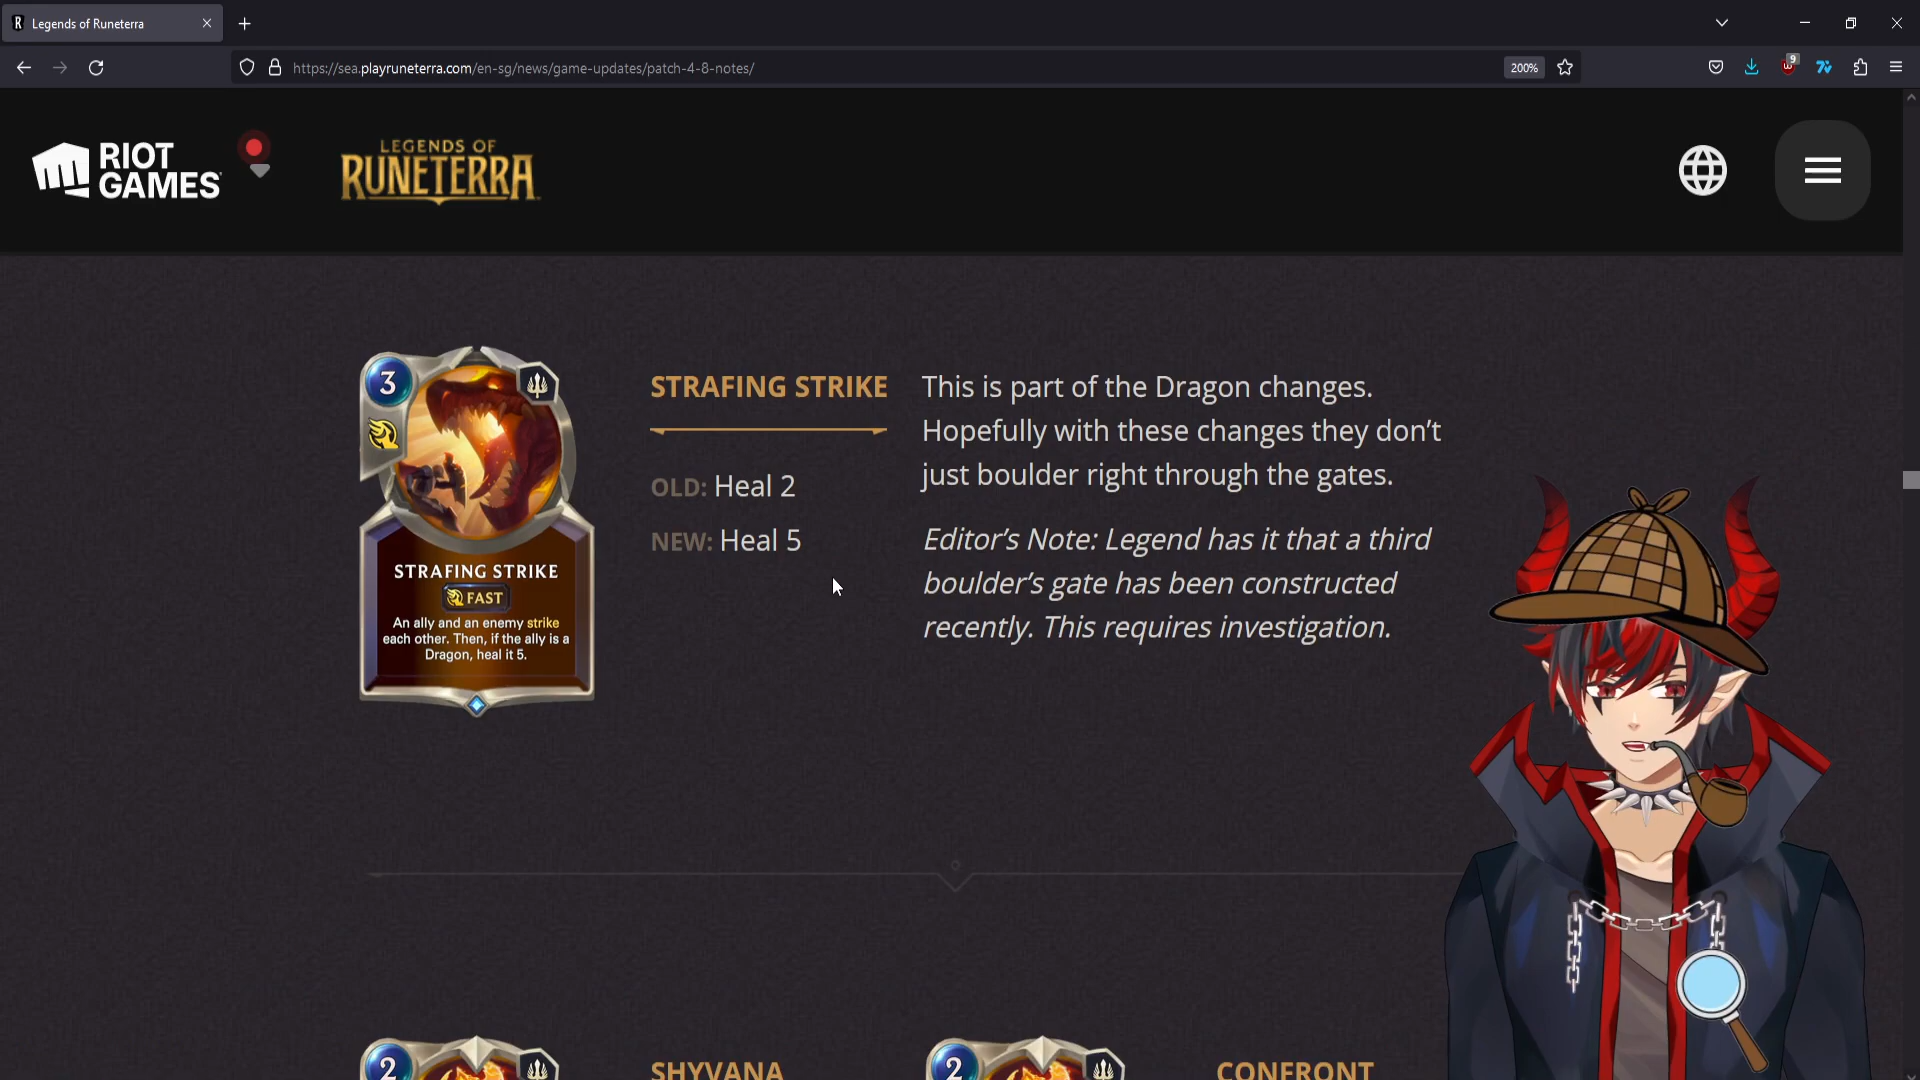 Legends of Runeterra
https://sea.playruneterra.com/en-sg/news/game-updates/patch-4-8-notes/
200%
9
RIOT
GAMES
LEGENDS OF
RUNETERRA
3
STRAFING STRIKE
FAST
An ally and an enemy strike
each other. Then, if the ally is a
Dragon, heal it 5.
STRAFING STRIKE
OLD: Heal 2
NEW: Heal 5
This is part of the Dragon changes.
Hopefully with these changes they don’t
just boulder right through the gates.
Editor’s Note: Legend has it that a third
boulder’s gate has been constructed
recently. This requires investigation.
2
SHYVANA
2
CONFRONT